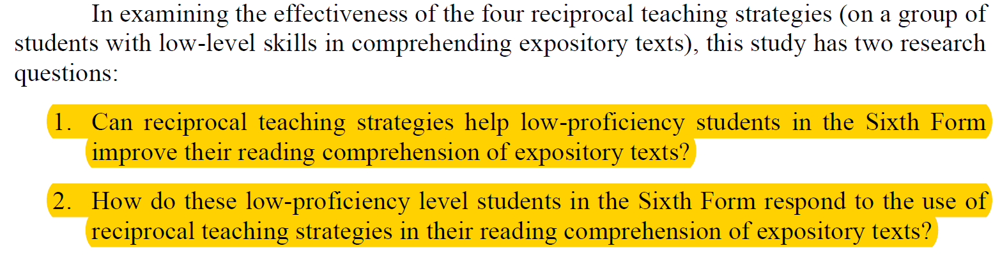 In examining the effectiveness of the four reciprocal teaching strategies (on a group of
students with low-level skills in comprehending expository texts), this study has two research
questions:
1. Can reciprocal teaching strategies help low-proficiency students in the Sixth Form
improve their reading comprehension of expository texts?
2. How do these low-proficiency level students in the Sixth Form respond to the use of
reciprocal teaching strategies in their reading comprehension of expository texts?